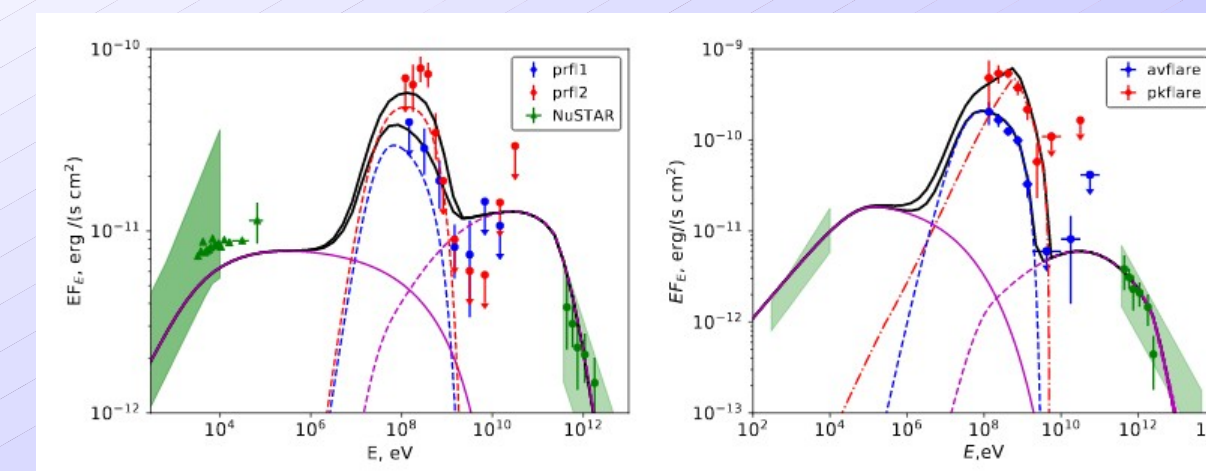 10^-10
10^-11
10^-12
EF_E, erg /(s cm^2)
prfl1
prfl2
NuSTAR
10^4
10^6
10^8
10^10
10^12
E, eV
10^-9
10^-10
10^-11
10^-12
10^-13
EF_E, erg/(s cm^2)
avflare
pkflare
10^2
10^4
10^6
10^8
10^10
10^12
E,eV